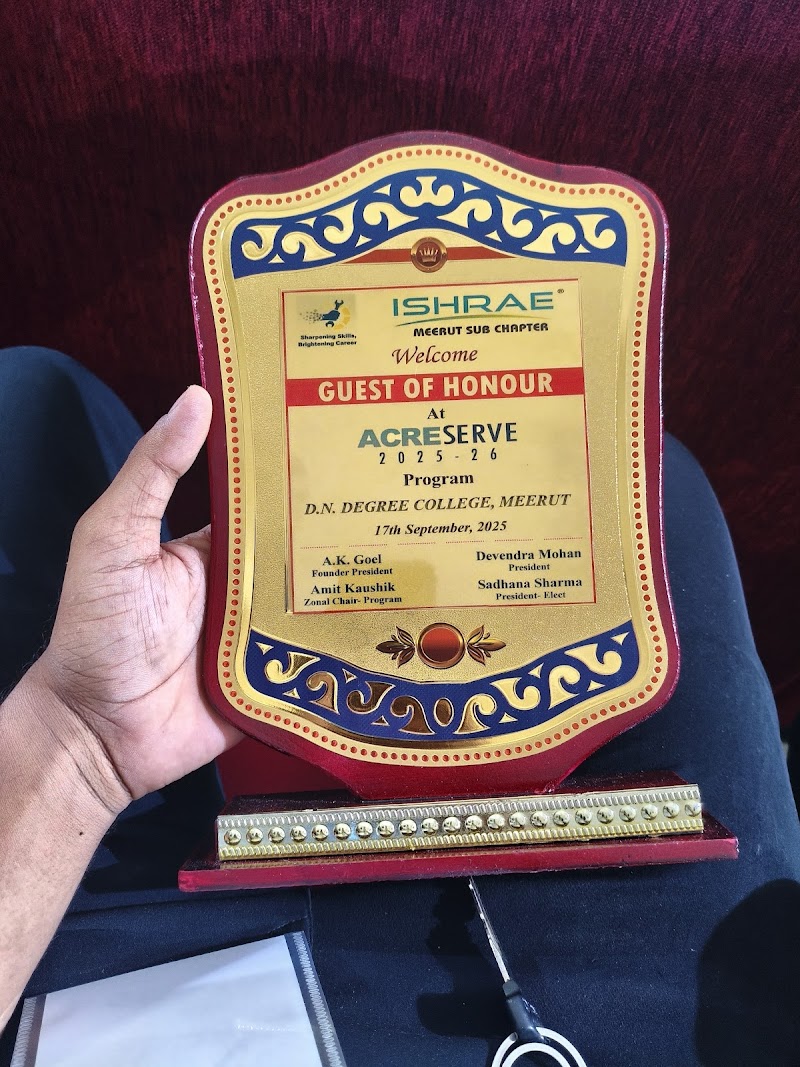 Sharpening Skills,
Brightening Career
ISHRAE®
MEERUT SUB CHAPTER
Welcome
GUEST OF HONOUR
At
ACRESERVE
2025-26
Program
D.N. DEGREE COLLEGE, MEERUT
17th September, 2025
A.K. Goel
Founder President
Devendra Mohan
President
Amit Kaushik
Zonal Chair- Program
Sadhana Sharma
President- Elect